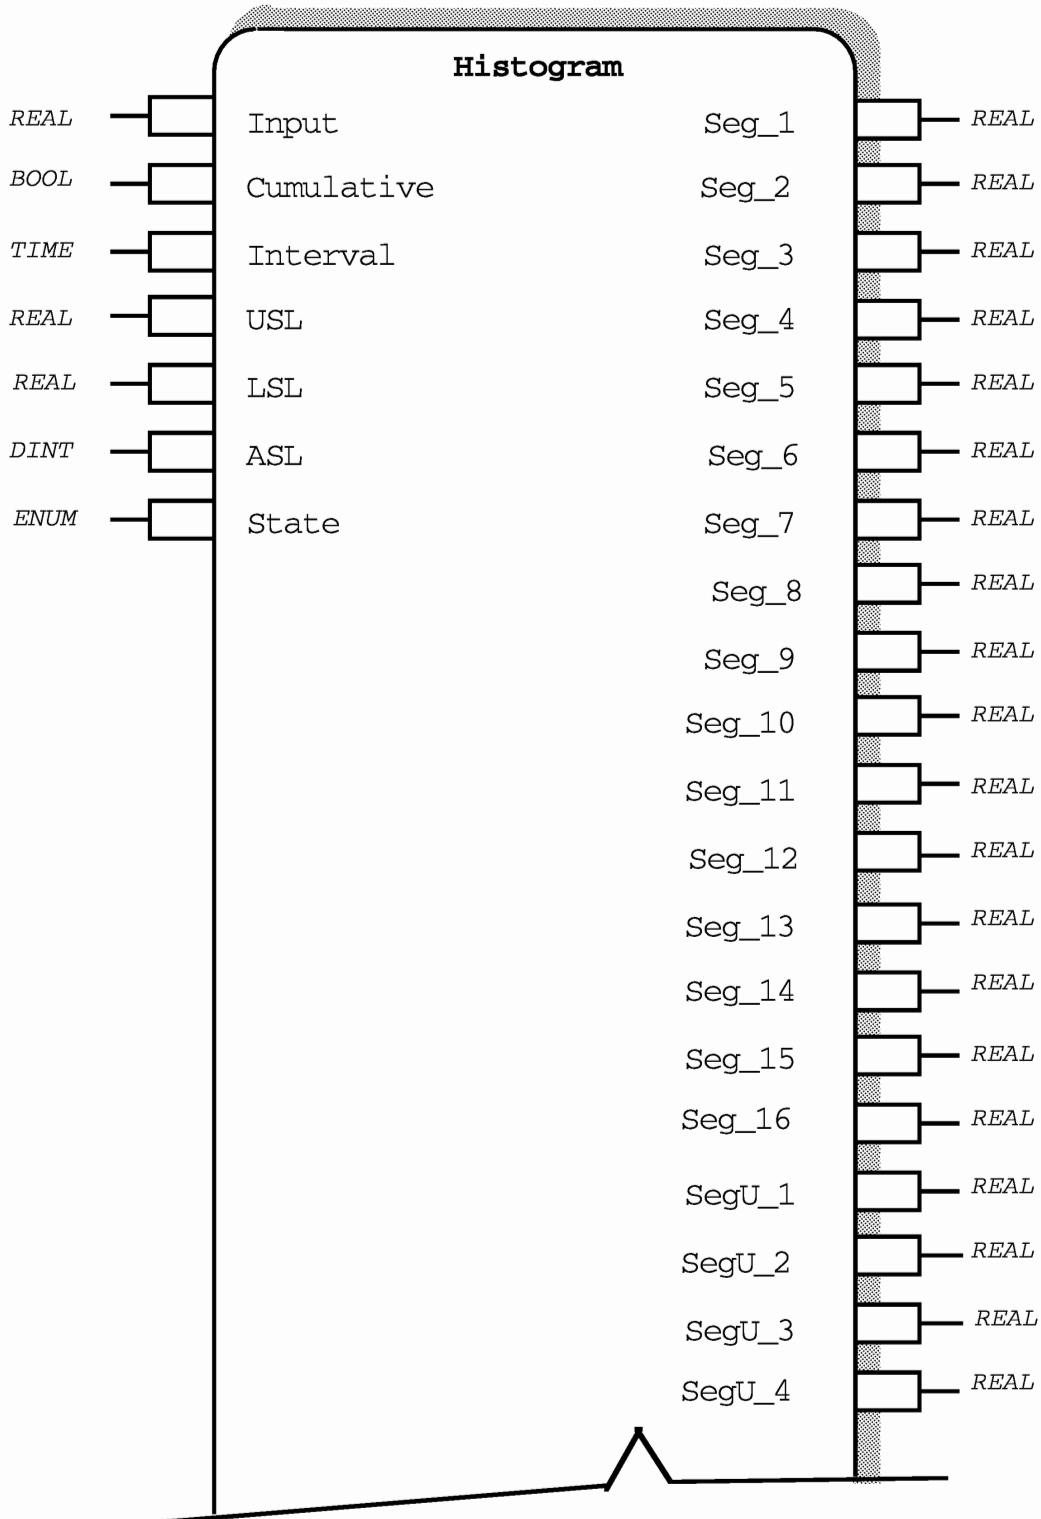 Histogram
REAL Input Seg_1 REAL
BOOL Cumulative Seg_2 REAL
TIME Interval Seg_3 REAL
REAL USL Seg_4 REAL
REAL LSL Seg_5 REAL
DINT ASL Seg_6 REAL
ENUM State Seg_7 REAL
Seg_8 REAL
Seg_9 REAL
Seg_10 REAL
Seg_11 REAL
Seg_12 REAL
Seg_13 REAL
Seg_14 REAL
Seg_15 REAL
Seg_16 REAL
SegU_1 REAL
SegU_2 REAL
SegU_3 REAL
SegU_4 REAL